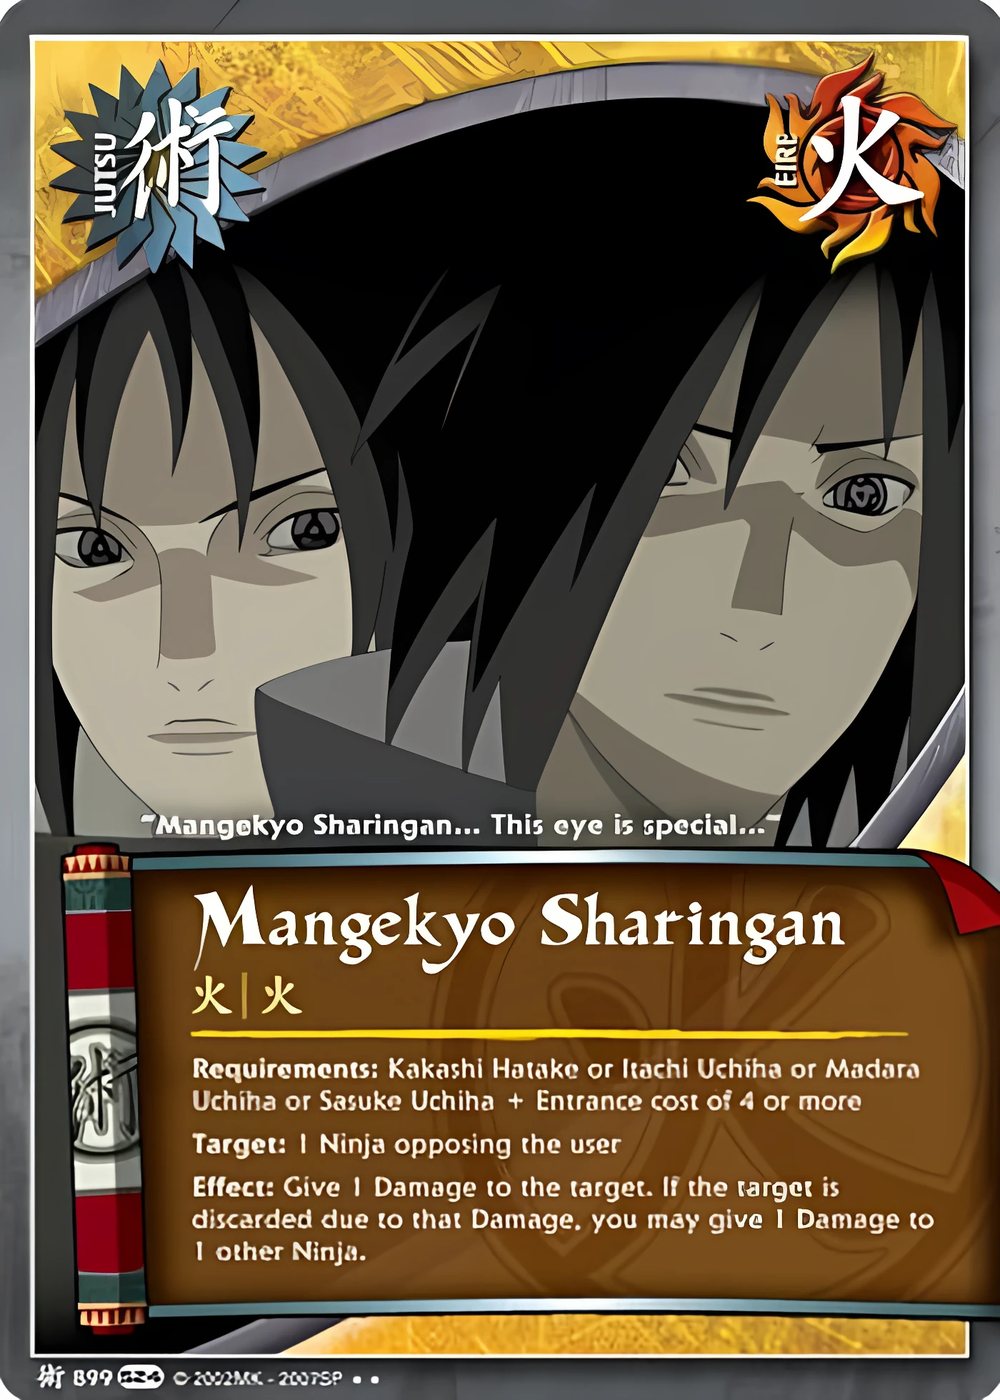 JUTSU 術
FIRE 火
"Mangekyo Sharingan... This eye is special..."
Mangekyo Sharingan
火|火
Requirements: Kakashi Hatake or Itachi Uchiha or Madara
Uchiha or Sasuke Uchiha + Entrance cost of 4 or more
Target: 1 Ninja opposing the user
Effect: Give 1 Damage to the target. If the target is
discarded due to that Damage, you may give 1 Damage to
1 other Ninja.
術
術 899 © 2002MK - 2007SP